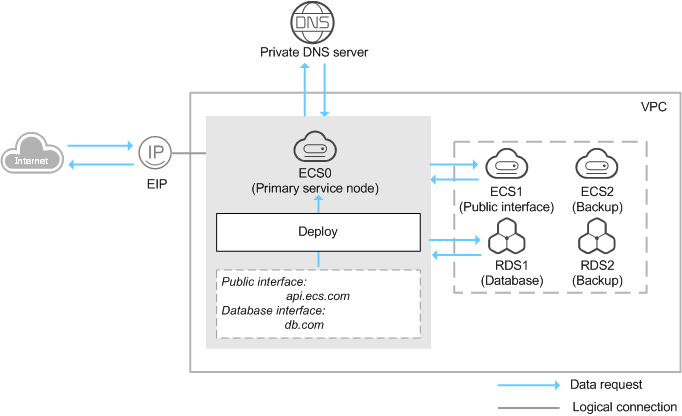 DNS
Private DNS server
VPC
Internet
IP
EIP
ECS0
(Primary service node)
ECS1
(Public interface)
ECS2
(Backup)
Deploy
RDS1
(Database)
RDS2
(Backup)
Public interface:
api.ecs.com
Database interface:
db.com
Data request
Logical connection